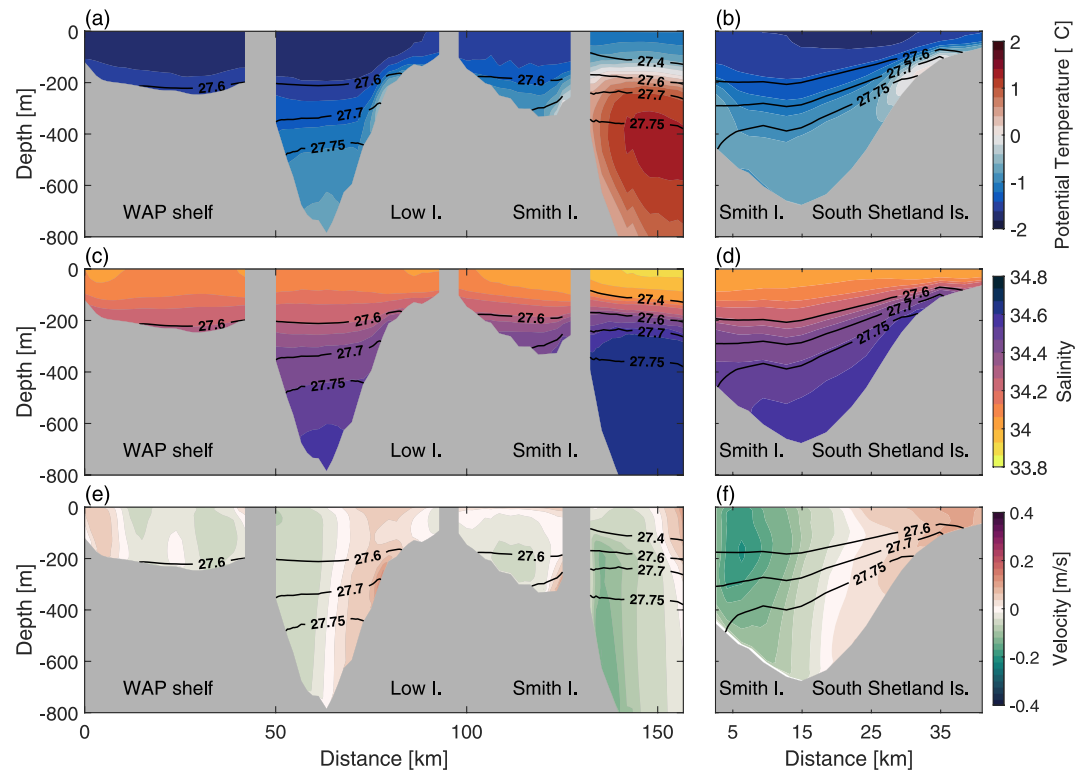 (a)
(b)
0
-200
-400
-600
-800
Depth [m]
27.6
27.6
27.7
27.75
27.6
27.4
27.6
27.7
27.75
27.6
27.7
27.75
WAP shelf
Low I.
Smith I.
Smith I.
South Shetland Is.
2
1
0
-1
-2
Potential Temperature [ C]
(c)
(d)
0
-200
-400
-600
-800
Depth [m]
27.6
27.6
27.7
27.75
27.6
27.4
27.6
27.7
27.75
27.6
27.7
27.75
WAP shelf
Low I.
Smith I.
Smith I.
South Shetland Is.
34.8
34.6
34.4
34.2
34
33.8
Salinity
(e)
(f)
0
-200
-400
-600
-800
Depth [m]
27.6
27.6
27.7
27.75
27.6
27.4
27.6
27.7
27.75
27.6
27.7
27.75
WAP shelf
Low I.
Smith I.
Smith I.
South Shetland Is.
0.4
0.2
0
-0.2
-0.4
Velocity [m/s]
0
50
100
150
Distance [km]
5
15
25
35
Distance [km]